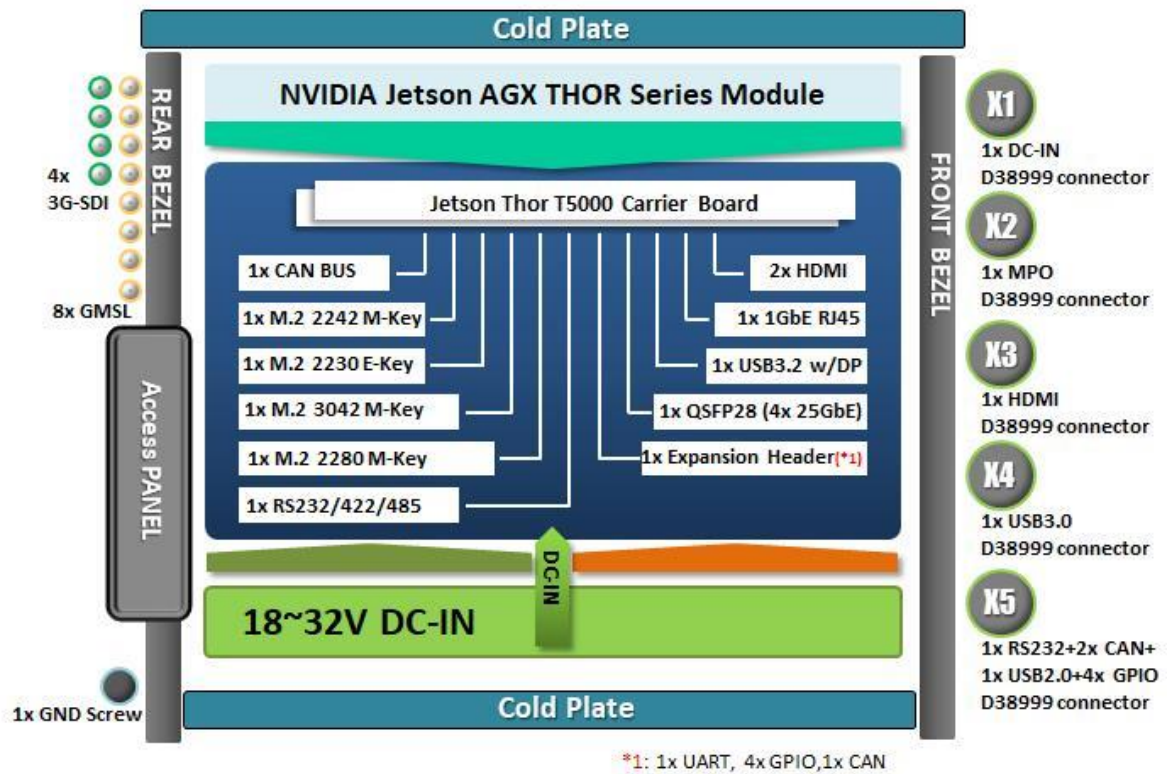 Cold Plate
REAR BEZEL
4x
3G-SDI
8x GMSL
Access PANEL
1x GND Screw
NVIDIA Jetson AGX THOR Series Module
Jetson Thor T5000 Carrier Board
1x CAN BUS
1x M.2 2242 M-Key
1x M.2 2230 E-Key
1x M.2 3042 M-Key
1x M.2 2280 M-Key
1x RS232/422/485
2x HDMI
1x 1GbE RJ45
1x USB3.2 w/DP
1x QSFP28 (4x 25GbE)
1x Expansion Header(*1)
DC-IN
18~32V DC-IN
Cold Plate
FRONT BEZEL
X1
1x DC-IN
D38999 connector
X2
1x MPO
D38999 connector
X3
1x HDMI
D38999 connector
X4
1x USB3.0
D38999 connector
X5
1x RS232+2x CAN+
1x USB2.0+4x GPIO
D38999 connector
*1: 1x UART, 4x GPIO,1x CAN